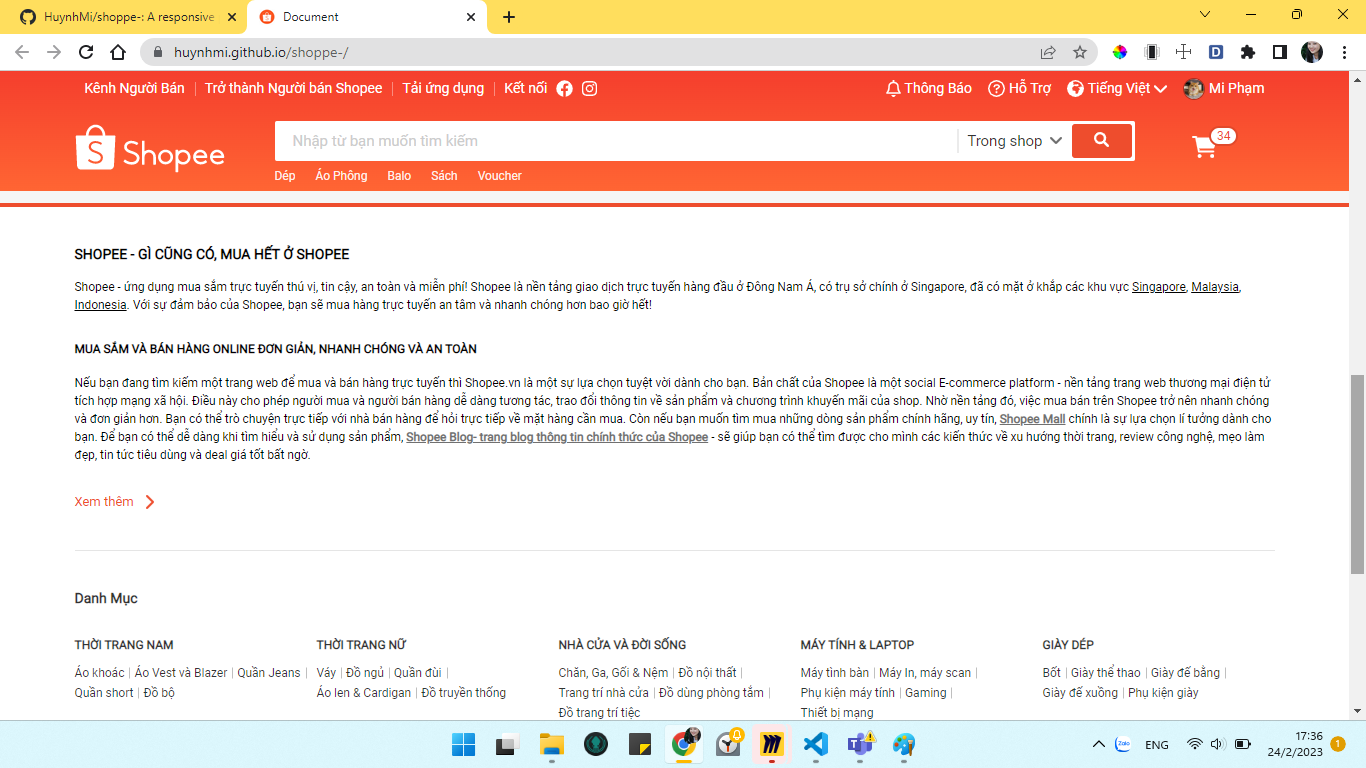 HuynhMi/shoppe-: A responsive
Document
huynhmi.github.io/shoppe-/
Kênh Người Bán
Trở thành Người bán Shopee
Tải ứng dụng
Kết nối
Thông Báo
Hỗ Trợ
Tiếng Việt
Mi Phạm
Shopee
Nhập từ bạn muốn tìm kiếm
Trong shop
34
Dép Áo Phông Balo Sách Voucher
SHOPEE - GÌ CŨNG CÓ, MUA HẾT Ở SHOPEE
Shopee - ứng dụng mua sắm trực tuyến thú vị, tin cậy, an toàn và miễn phí! Shopee là nền tảng giao dịch trực tuyến hàng đầu ở Đông Nam Á, có trụ sở chính ở Singapore, đã có mặt ở khắp các khu vực Singapore, Malaysia,
Indonesia. Với sự đảm bảo của Shopee, bạn sẽ mua hàng trực tuyến an tâm và nhanh chóng hơn bao giờ hết!
MUA SẮM VÀ BÁN HÀNG ONLINE ĐƠN GIẢN, NHANH CHÓNG VÀ AN TOÀN
Nếu bạn đang tìm kiếm một trang web để mua và bán hàng trực tuyến thì Shopee.vn là một sự lựa chọn tuyệt vời dành cho bạn. Bản chất của Shopee là một social E-commerce platform - nền tảng trang web thương mại điện tử
tích hợp mạng xã hội. Điều này cho phép người mua và người bán hàng dễ dàng tương tác, trao đổi thông tin về sản phẩm và chương trình khuyến mãi của shop. Nhờ nền tảng đó, việc mua bán trên Shopee trở nên nhanh chóng
và đơn giản hơn. Bạn có thể trò chuyện trực tiếp với nhà bán hàng để hỏi trực tiếp về mặt hàng cần mua. Còn nếu bạn muốn tìm mua những dòng sản phẩm chính hãng, uy tín, Shopee Mall chính là sự lựa chọn lí tưởng dành cho
bạn. Để bạn có thể dễ dàng khi tìm hiểu và sử dụng sản phẩm, Shopee Blog- trang blog thông tin chính thức của Shopee - sẽ giúp bạn có thể tìm được cho mình các kiến thức về xu hướng thời trang, review công nghệ, mẹo làm
đẹp, tin tức tiêu dùng và deal giá tốt bất ngờ.
Xem thêm
Danh Mục
THỜI TRANG NAM
Áo khoác | Áo Vest và Blazer | Quần Jeans |
Quần short | Đồ bộ
THỜI TRANG NỮ
Váy | Đồ ngủ | Quần đùi |
Áo len & Cardigan | Đồ truyền thống
NHÀ CỬA VÀ ĐỜI SỐNG
Chăn, Ga, Gối & Nệm | Đồ nội thất |
Trang trí nhà cửa | Đồ dùng phòng tắm |
Đồ trang trí tiệc
MÁY TÍNH & LAPTOP
Máy tình bàn | Máy In, máy scan |
Phụ kiện máy tính | Gaming |
Thiết bị mạng
GIÀY DÉP
Bốt | Giày thể thao | Giày đế bằng |
Giày đế xuồng | Phụ kiện giày
Zalo
ENG
17:36
24/2/2023
1